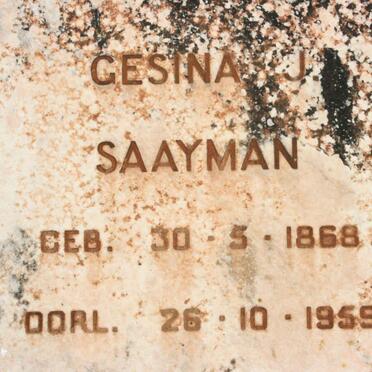 GESINA J
SAAYMAN
GEB. 30 · 5 · 1868
OORL. 26 · 10 · 1959